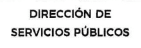 DIRECCIÓN DE
SERVICIOS PÚBLICOS